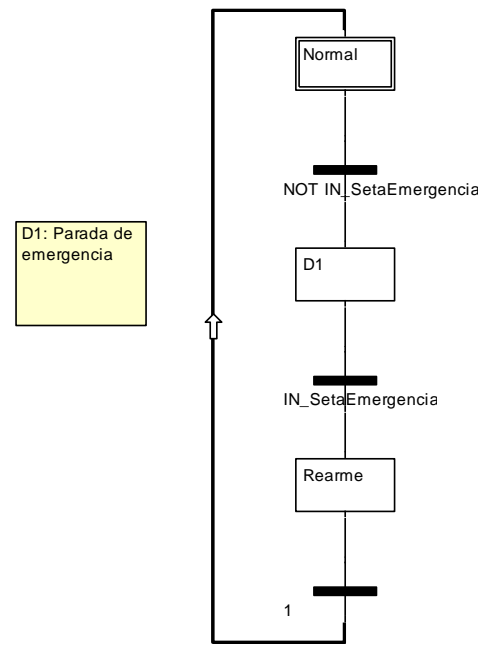 Normal
NOT IN_SetaEmergencia
D1: Parada de
emergencia
D1
IN_SetaEmergencia
Rearme
1